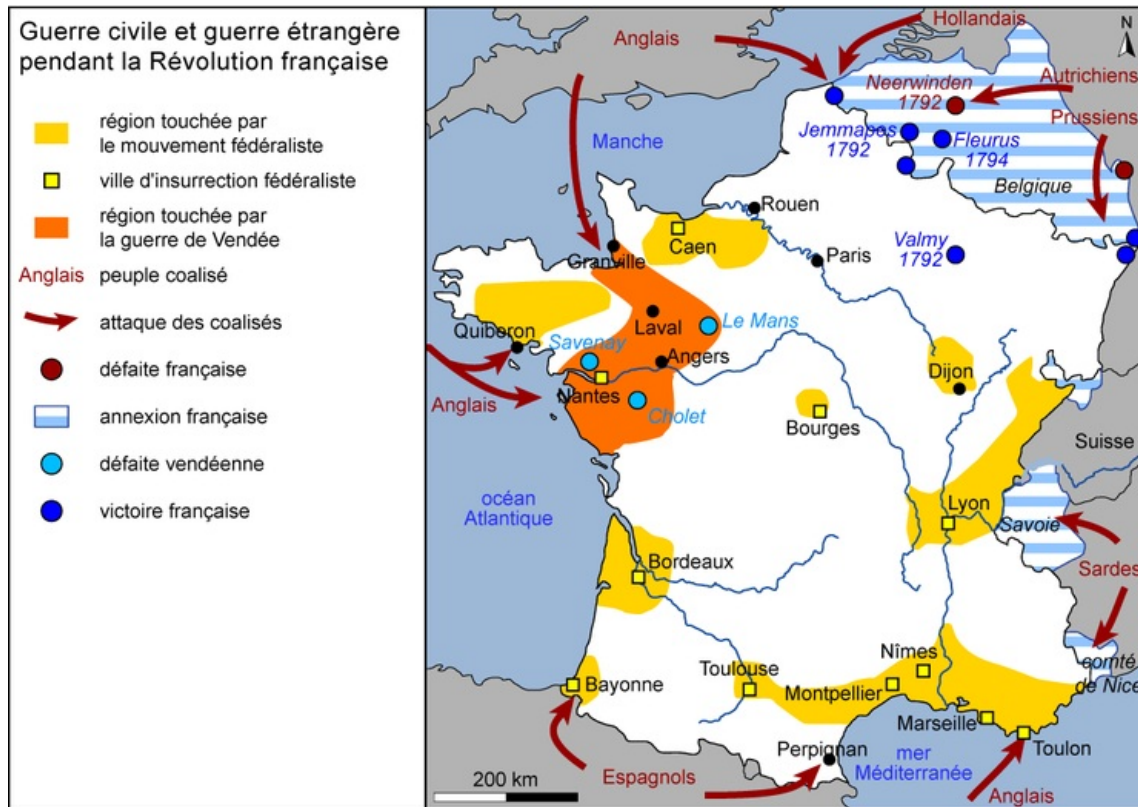 Guerre civile et guerre étrangère
pendant la Révolution française
région touchée par
le mouvement fédéraliste
ville d'insurrection fédéraliste
région touchée par
la guerre de Vendée
Anglais peuple coalisé
attaque des coalisés
défaite française
annexion française
défaite vendéenne
victoire française
Hollandais
N
Anglais
Neerwinden
1792
Autrichiens
Prussiens
Manche
Jemmapos
1792
Fleurus
1794
Belgique
Rouen
Caen
Valmy
1792
Granville
Paris
Laval
Le Mans
Quiboron
Savenay
Angers
Dijon
Anglais
Nantes
Cholet
Bourges
Suisse
océan
Atlantique
Lyon
Savoie
Bordeaux
Sardes
Nîmes
comté
de Nice
Bayonne
Toulouse
Montpellier
Marseille
Toulon
Perpignan
mer
Méditerranée
200 km
Espagnols
Anglais